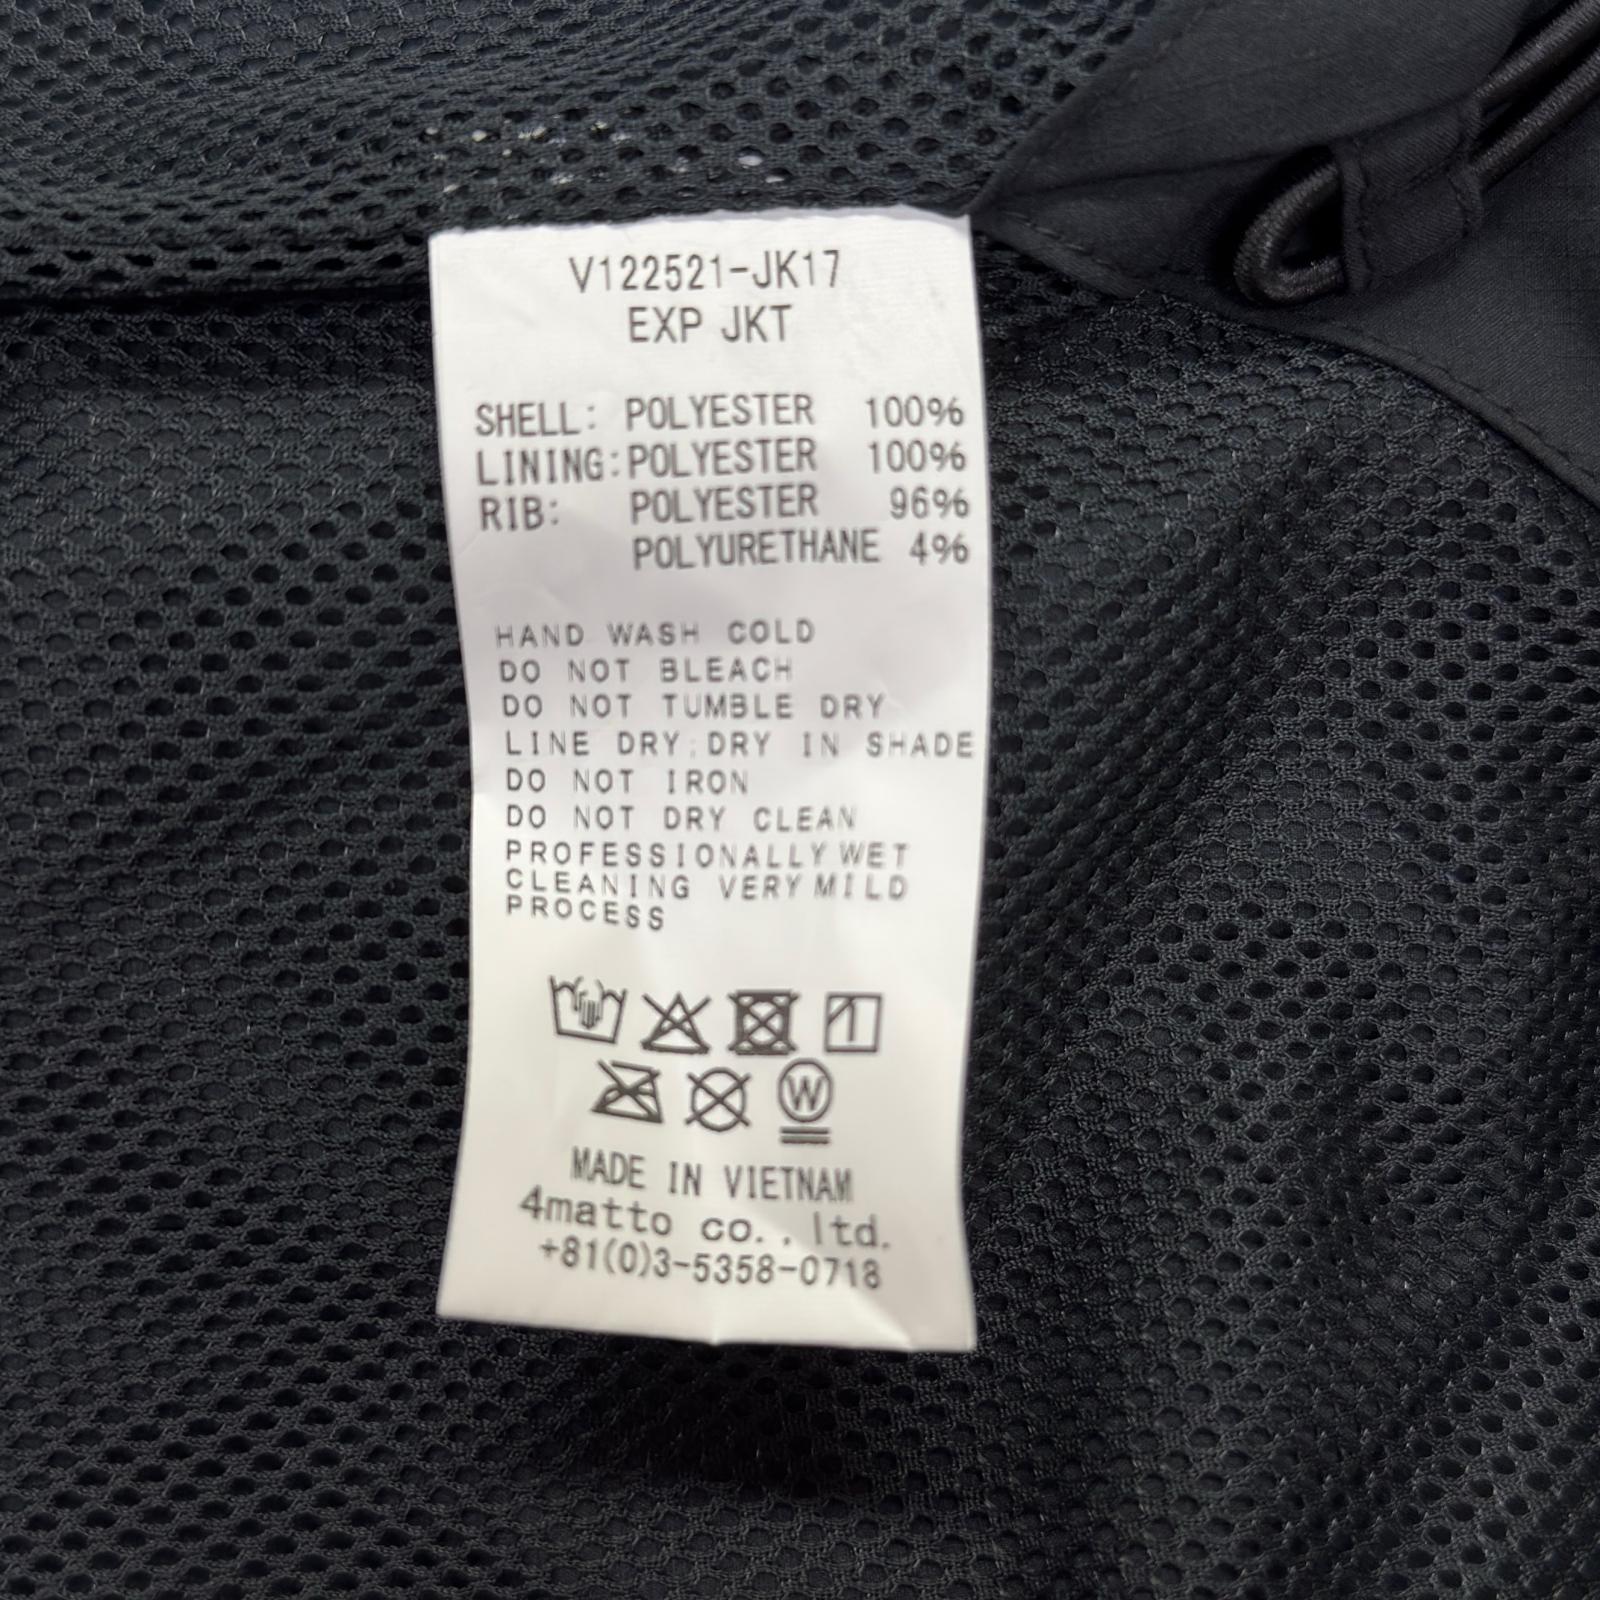 V122521-JK17
EXP JKT
SHELL: POLYESTER 100%
LINING:POLYESTER 100%
RIB: POLYESTER 96%
POLYURETHANE 4%
HAND WASH COLD
DO NOT BLEACH
DO NOT TUMBLE DRY
LINE DRY:DRY IN SHADE
DO NOT IRON
DO NOT DRY CLEAN
PROFESSIONALLY WET
CLEANING VERY MILD
PROCESS
W
MADE IN VIETNAM
4matto co., ltd.
+81(0)3-5358-0718